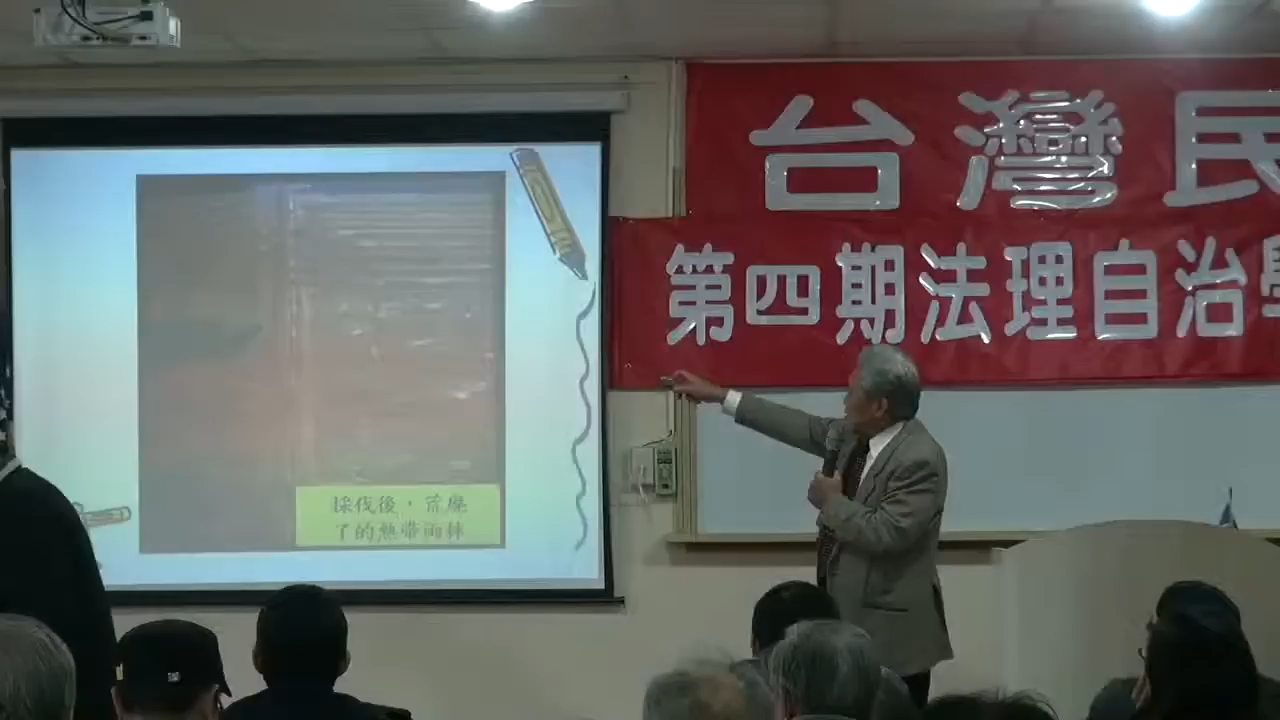 台灣民
第四期法理自治學
採伐後，荒廢
了的熱帶雨林